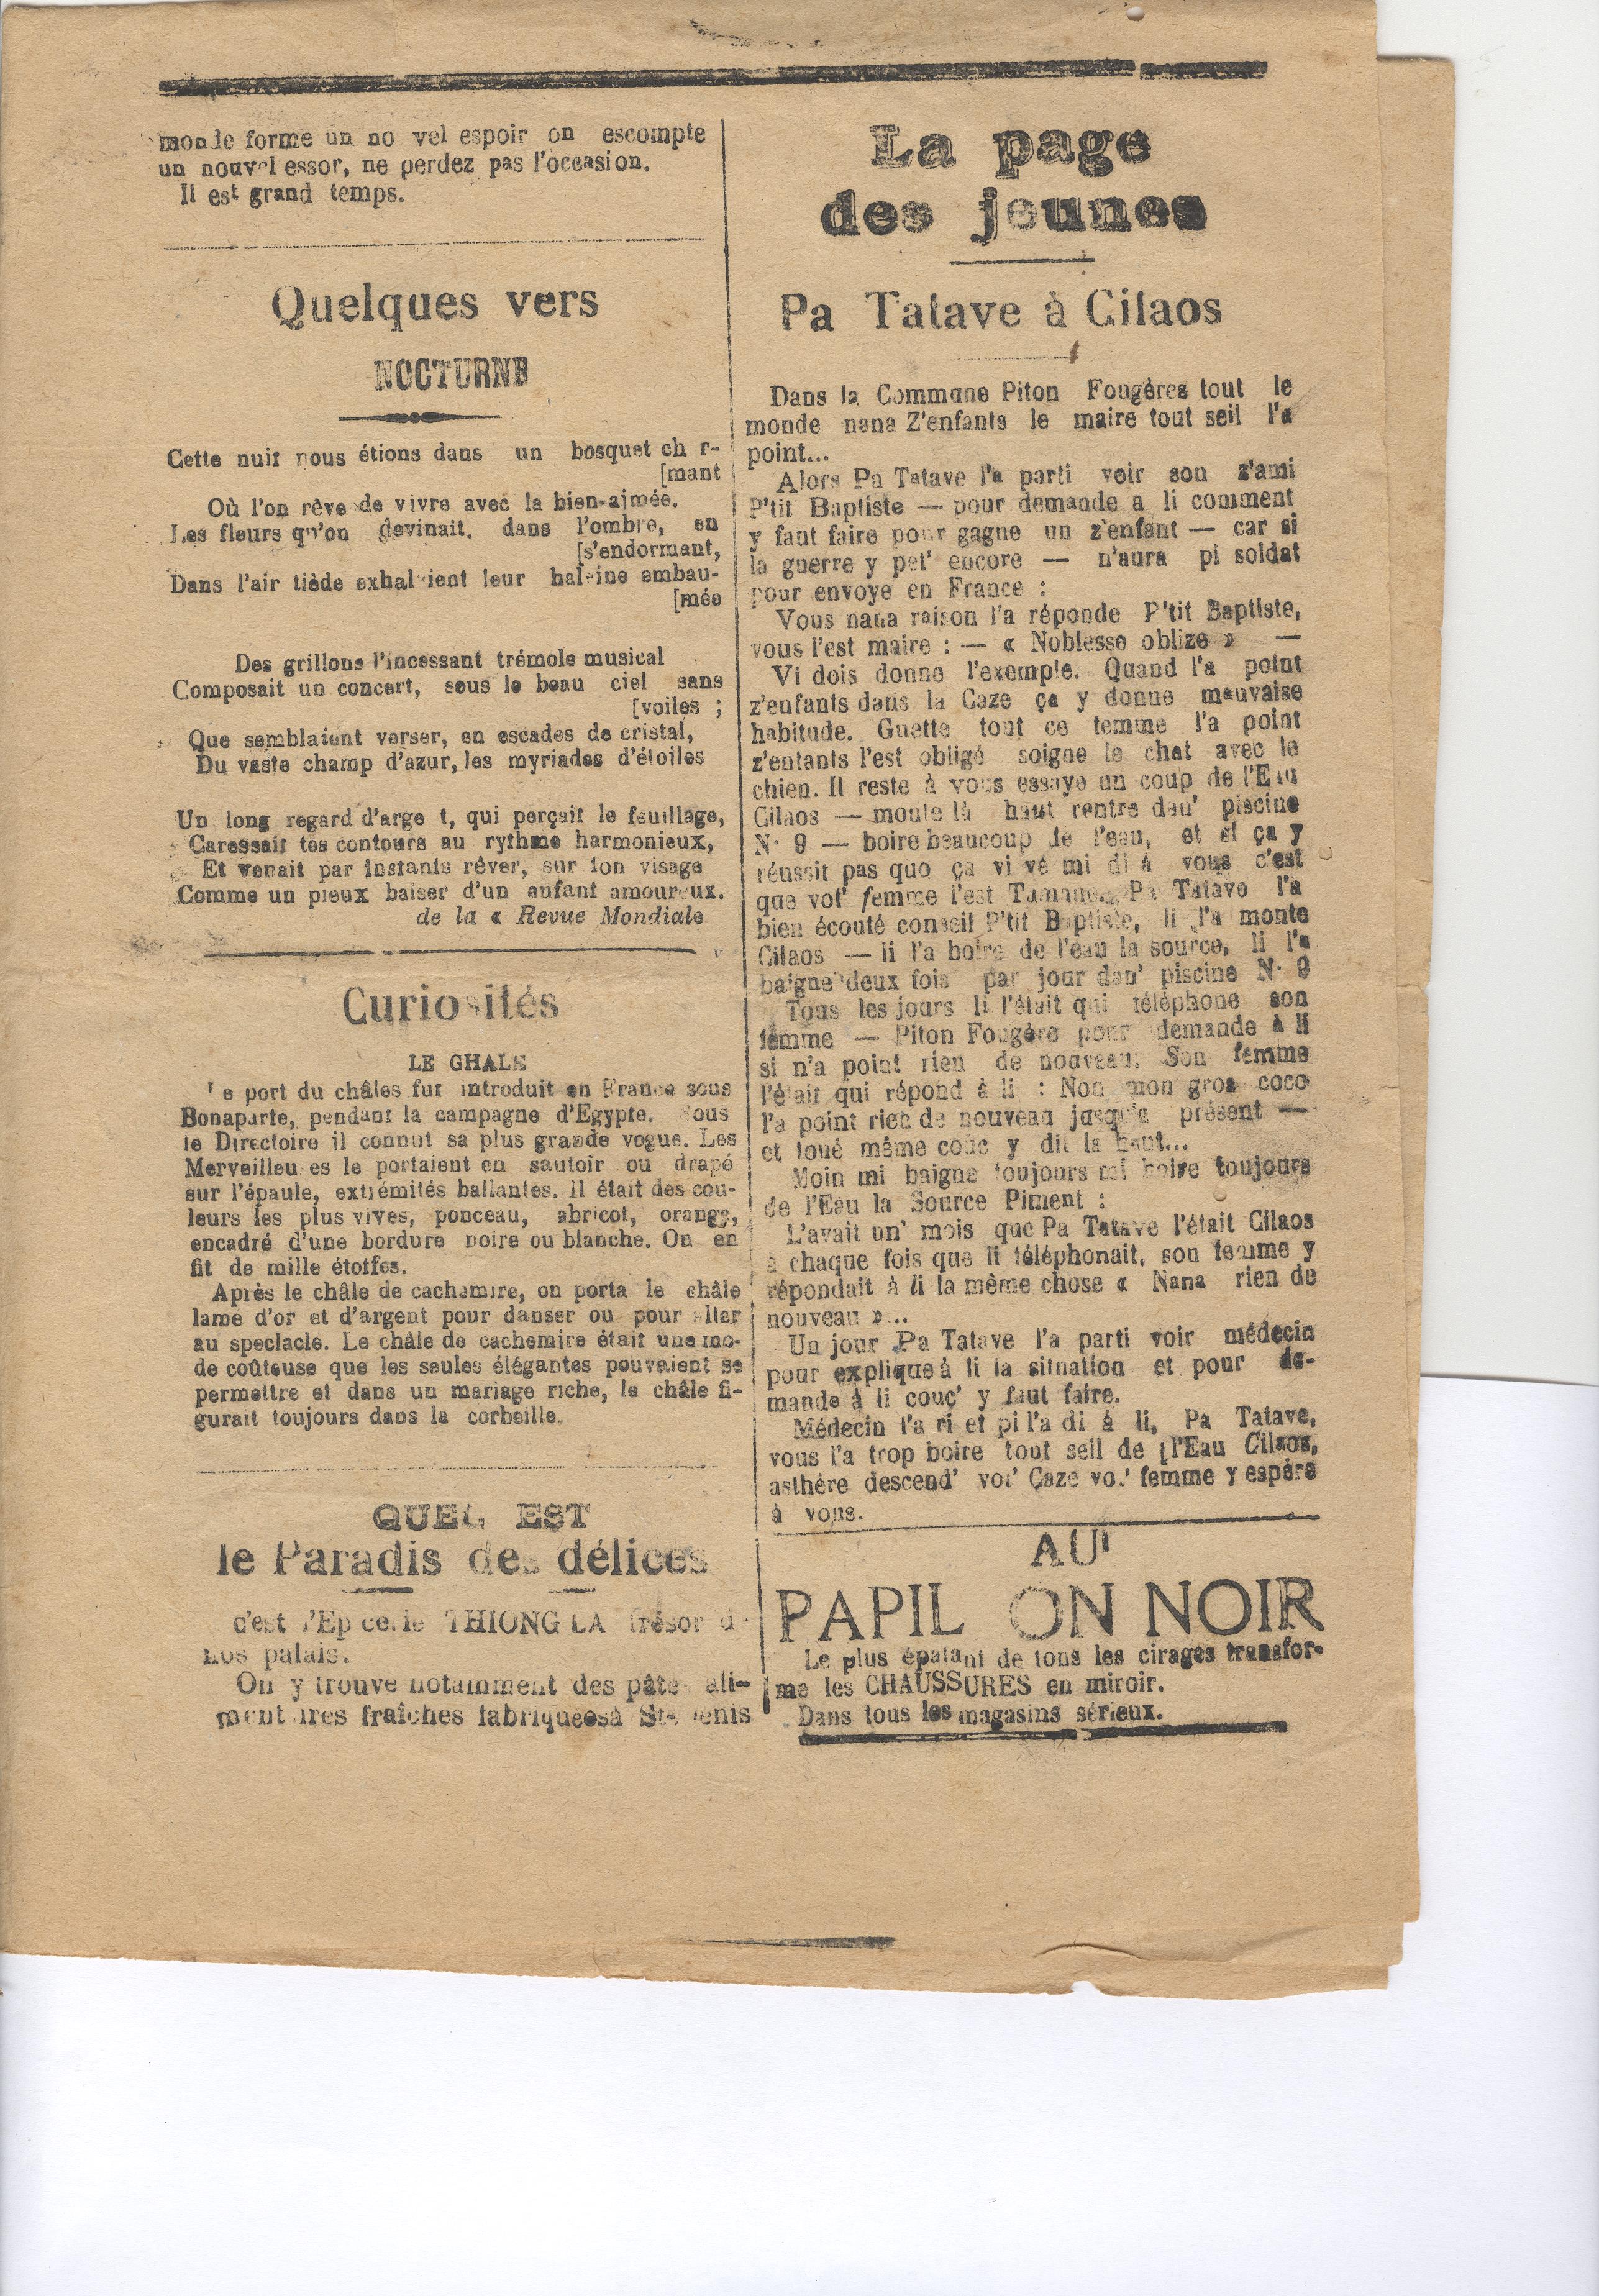 monde forme un no vel espoir on escompte
un nouvel essor, ne perdez pas l'occasion.
Il est grand temps.
Quelques vers
NOCTURNE
Cette nuit nous étions dans un bosquet ch r-
[mant
Où l'on rêve de vivre avec la bien-aimée.
Les fleurs qu'on devinait, dans l'ombre, en
[s'endormant,
Dans l'air tiède exhalaient leur haleine embau-
[mée
Des grillons l'incessant trémolo musical
Composait un concert, sous le beau ciel sans
[voiles ;
Que semblaient verser, en escades de cristal,
Du vaste champ d'azur, les myriades d'étoiles
Un long regard d'arge t, qui perçait le feuillage,
Caressait tes contours au rythme harmonieux,
Et venait par instants rêver, sur ton visage
Comme un pieux baiser d'un enfant amoureux.
de la « Revue Mondiale
Curiosités
LE GHALE
Le port du châles fut introduit en France sous
Bonaparte, pendant la campagne d'Egypte. Sous
le Directoire il connut sa plus grande vogue. Les
Merveilleu es le portaient en sautoir ou drapé
sur l'épaule, extrémités ballantes. Il était des cou-
leurs les plus vives, ponceau, abricot, orange,
encadré d'une bordure noire ou blanche. On en
fit de mille étoffes.
Après le châle de cachemire, on porta le châle
lamé d'or et d'argent pour danser ou pour aller
au speclacle. Le châle de cachemire était une mo-
de coûteuse que les seules élégantes pouvaient se
permettre et dans un mariage riche, le châle fi-
gurait toujours dans la corbeille.
QUEL EST
le Paradis des délices
c'est l'Ep cerie THIONG LA trésor de
nos palais.
On y trouve notamment des pâtes ali-
mentaires fraîches fabriquéesà St-Denis
La page
des jeunes
Pa Tatave à Cilaos
Dans la Commune Piton Fougères tout le
monde nana Z'enfants le maire tout seil l'a
point...
Alors Pa Tatave l'a parti voir son z'ami
P'tit Baptiste — pour demande a li comment
y faut faire pour gagne un z'enfant — car si
la guerre y pet' encore — n'aura pi soldat
pour envoye en France :
Vous nana raison l'a réponde P'tit Baptiste,
vous l'est maire : — « Noblesse oblize » —
Vi dois donne l'exemple. Quand l'a point
z'enfants dans la Caze ça y donne mauvaise
habitude. Guette tout ce femme l'a point
z'enfants l'est obligé soigne le chat avec le
chien. Il reste à vous essaye un coup de l'Eau
Cilaos — monte là haut rentre dan' piscine
N· 9 — boire beaucoup de l'eau, et si ça y
réussit pas quo ça vi vé mi di à vous c'est
que vot' femme l'est Pa Tatave l'a
bien écouté conseil P'tit Baptiste, li l'a monte
Cilaos — li l'a boire de l'eau la source, li l'a
baigne deux fois par jour dan' piscine N· 9
Tous les jours li l'était qui téléphone son
femme — Piton Fougère pour demande à li
si n'a point rien de nouveau. Son femme
l'était qui répond à li : Non mon gros coco
l'a point rien de nouveau jusqu'a présent —
et toué même couc y dit la haut...
Moin mi baigne toujours mi boire toujours
de l'Eau la Source Piment :
L'avait un' mois que Pa Tatave l'était Cilaos
à chaque fois que li téléphonait, son femme y
répondait à li la même chose « Nana rien de
nouveau »...
Un jour Pa Tatave l'a parti voir médecin
pour explique à li la situation et pour de-
mande à li couç' y faut faire.
Médecin l'a ri et pi l'a di à li, Pa Tatave,
vous l'a trop boire tout seil de l'Eau Cilaos,
asthère descend' vot' Çaze vot' femme y espère
à vous.
AU
PAPIL ON NOIR
Le plus épatant de tous les cirages transfor-
me les CHAUSSURES en miroir.
Dans tous les magasins sérieux.